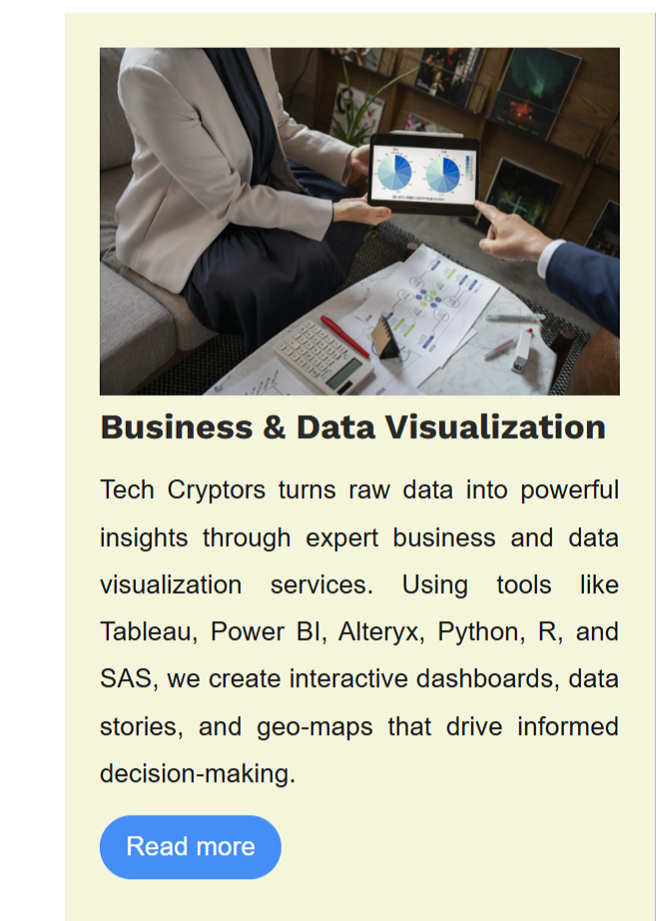 Business & Data Visualization
Tech Cryptors turns raw data into powerful
insights through expert business and data
visualization services. Using tools like
Tableau, Power BI, Alteryx, Python, R, and
SAS, we create interactive dashboards, data
stories, and geo-maps that drive informed
decision-making.
Read more